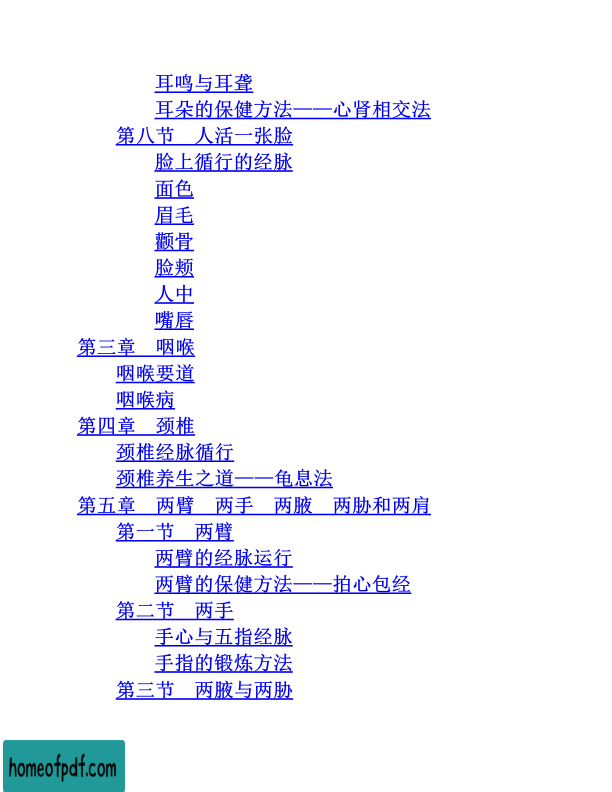 耳鸣与耳聋
耳朵的保健方法——心肾相交法
第八节　人活一张脸
脸上循行的经脉
面色
眉毛
颧骨
脸颊
人中
嘴唇
第三章　咽喉
咽喉要道
咽喉病
第四章　颈椎
颈椎经脉循行
颈椎养生之道——龟息法
第五章　两臂　两手　两腋　两胁和两肩
第一节　两臂
两臂的经脉运行
两臂的保健方法——拍心包经
第二节　两手
手心与五指经脉
手指的锻炼方法
第三节　两腋与两胁
homeofpdf.com